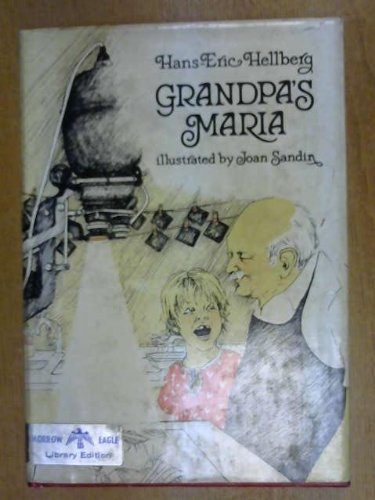 Hans-Eric Hellberg
GRANDPA'S
MARIA
illustrated by Joan Sandin
MORROW EAGLE
Library Edition